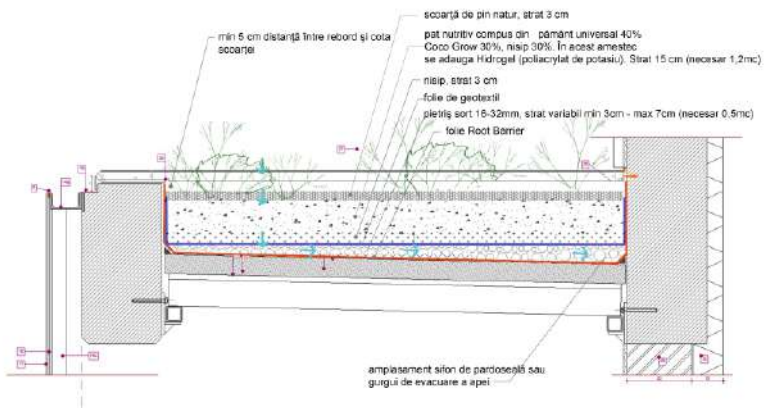 scoarță de pin natur, strat 3 cm
min 5 cm distanță între rebord și cota
scoarței
pat nutritiv compus din pământ universal 40%
Coco Grow 30%, nisip 30%. În acest amestec
se adauga Hidrogel (poliacrylat de potasiu). Strat 15 cm (necesar 1,2mc)
nisip, strat 3 cm
folie de geotextil
pietriș sort 16-32mm, strat variabil min 3cm - max 7cm (necesar 0,5mc)
folie Root Barrier
amplasament sifon de pardoseală sau
gurgui de evacuare a apei